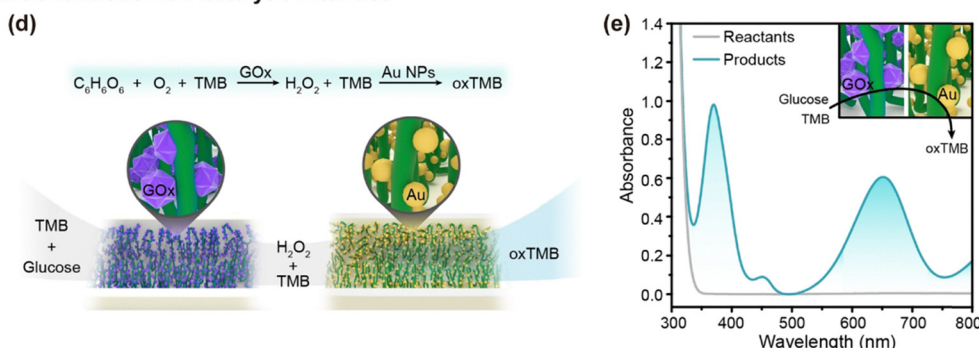 (d)
C6H6O6 + O2 + TMB GOx H2O2 + TMB Au NPs oxTMB
GOx
Au
TMB
+
Glucose
H2O2
+
TMB
oxTMB
(e)
Reactants
Products
GOx
Au
Glucose
TMB
oxTMB
Absorbance
1.4
1.2
1.0
0.8
0.6
0.4
0.2
0.0
300 400 500 600 700 800
Wavelength (nm)